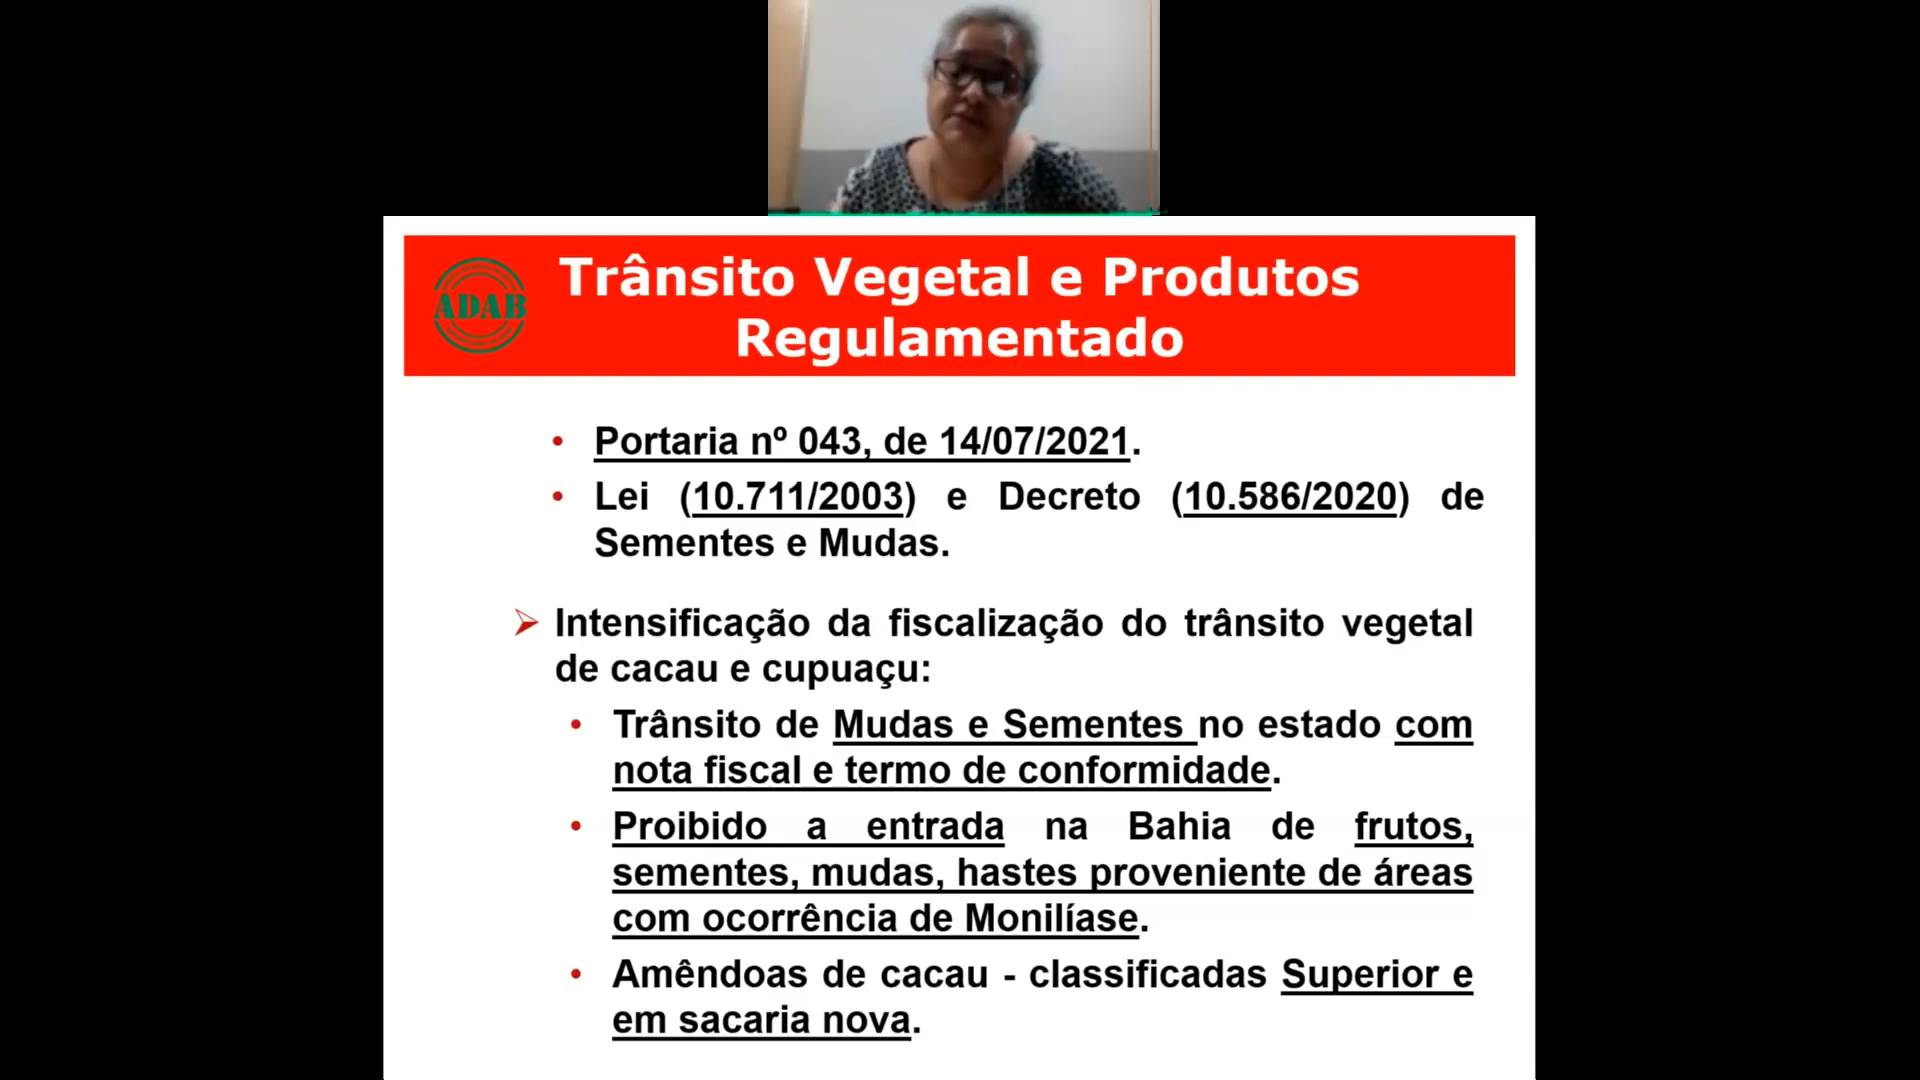 ADAB
Trânsito Vegetal e Produtos
Regulamentado
• Portaria nº 043, de 14/07/2021.
• Lei (10.711/2003) e Decreto (10.586/2020) de
Sementes e Mudas.
➢ Intensificação da fiscalização do trânsito vegetal
de cacau e cupuaçu:
• Trânsito de Mudas e Sementes no estado com
nota fiscal e termo de conformidade.
• Proibido a entrada na Bahia de frutos,
sementes, mudas, hastes proveniente de áreas
com ocorrência de Monilíase.
• Amêndoas de cacau - classificadas Superior e
em sacaria nova.